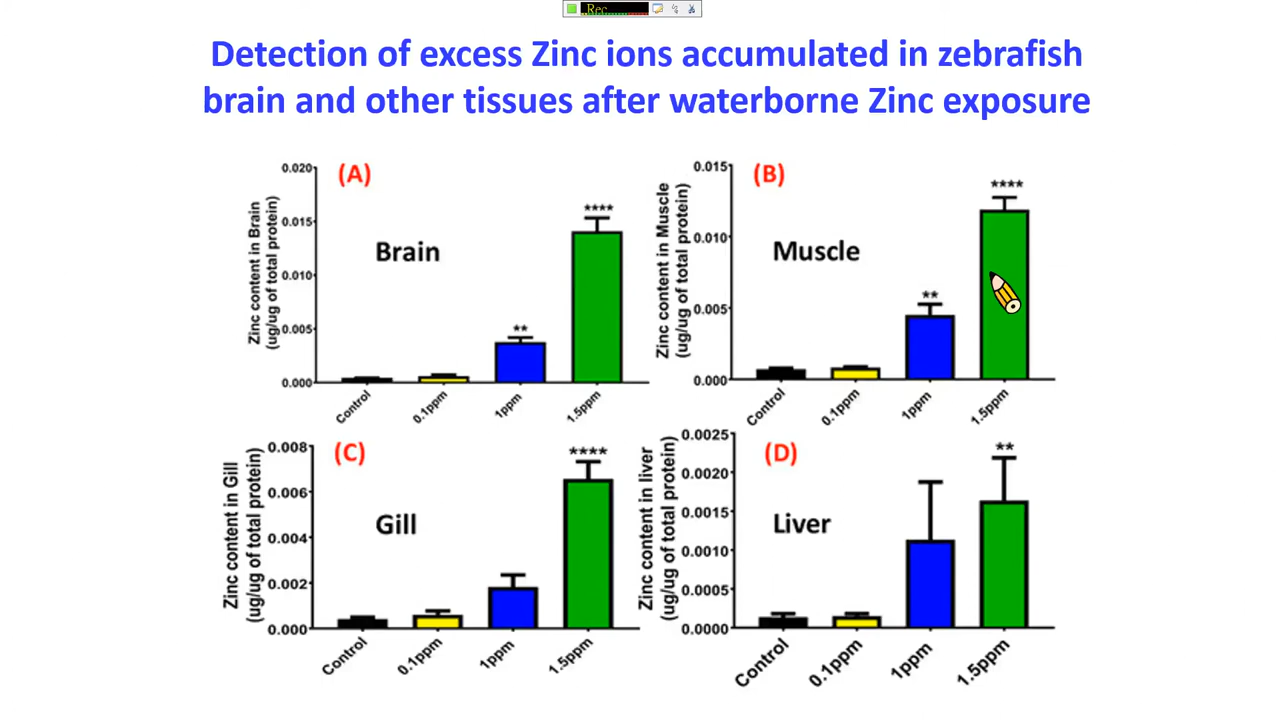 Rec
Detection of excess Zinc ions accumulated in zebrafish
brain and other tissues after waterborne Zinc exposure
(A)
Brain
Zinc content in Brain
(ug/ug of total protein)
0.020
0.015
0.010
0.005
0.000
**
****
Control
0.1ppm
1ppm
1.5ppm
(B)
Muscle
Zinc content in Muscle
(ug/ug of total protein)
0.015
0.010
0.005
0.000
**
****
Control
0.1ppm
1ppm
1.5ppm
(C)
Gill
Zinc content in Gill
(ug/ug of total protein)
0.008
0.006
0.004
0.002
0.000
****
Control
0.1ppm
1ppm
1.5ppm
(D)
Liver
Zinc content in liver
(ug/ug of total protein)
0.0025
0.0020
0.0015
0.0010
0.0005
0.0000
**
Control
0.1ppm
1ppm
1.5ppm